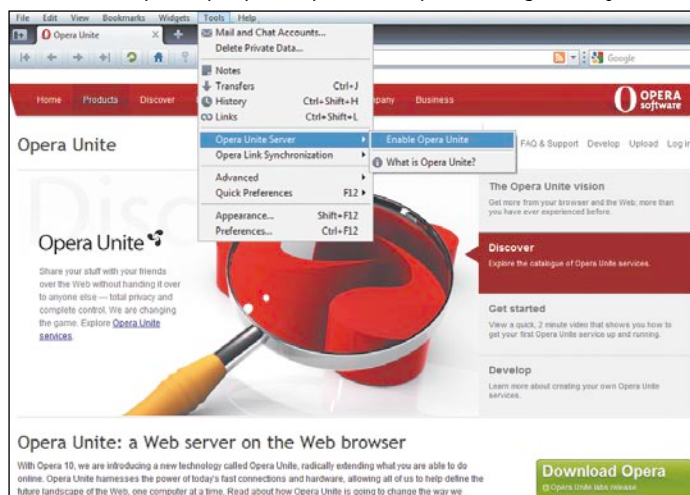 File Edit View Bookmarks Widgets Tools Help
Opera Unite
Mail and Chat Accounts...
Delete Private Data...
Notes
Transfers Ctrl+J
History Ctrl+Shift+H
Links Ctrl+Shift+L
Opera Unite Server
Enable Opera Unite
Opera Link Synchronization
What is Opera Unite?
Advanced
Quick Preferences F12
Appearance... Shift+F12
Preferences... Ctrl+F12
Google
Home Products Discover
Business
OPERA
software
Opera Unite
FAQ & Support Develop Upload Log in
Disc
Opera Unite
Share your stuff with your friends
over the Web without handing it over
to anyone else — total privacy and
complete control. We are changing
the game. Explore Opera Unite
services.
The Opera Unite vision
Get more from your browser and the Web; more than
you have ever experienced before.
Discover
Explore the catalogue of Opera Unite services.
Get started
View a quick, 2 minute video that shows you how to
get your first Opera Unite service up and running.
Develop
Learn more about creating your own Opera Unite
services.
Opera Unite: a Web server on the Web browser
With Opera 10, we are introducing a new technology called Opera Unite, radically extending what you are able to do
online. Opera Unite harnesses the power of today's fast connections and hardware, allowing all of us to help define the
future landscape of the Web, one computer at a time. Read about how Opera Unite is going to change the way we
Download Opera
Opera Unite labs release